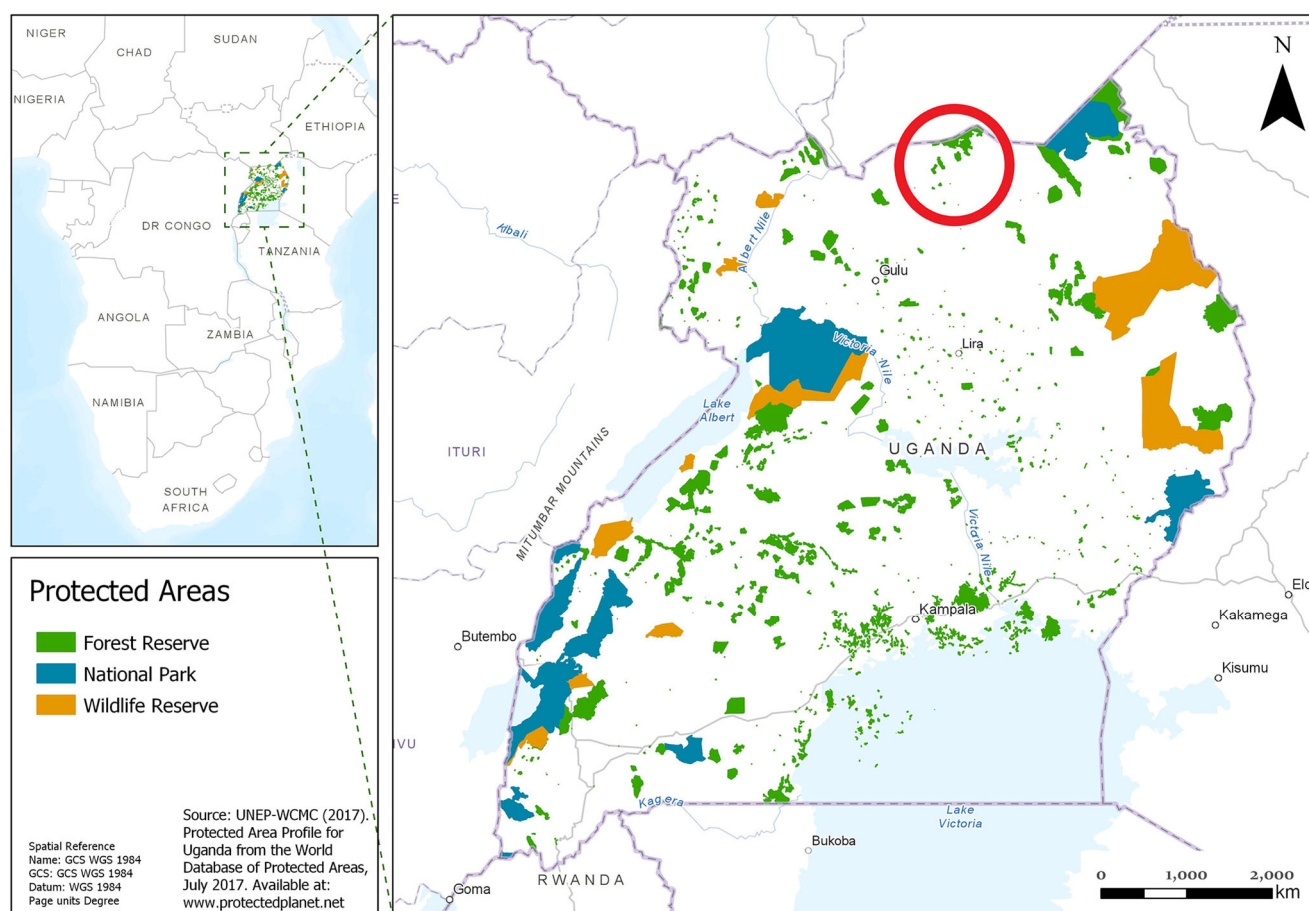 NIGER
CHAD
SUDAN
NIGERIA
ETHIOPIA
DR CONGO
TANZANIA
ANGOLA
ZAMBIA
NAMIBIA
SOUTH
AFRICA
Protected Areas
Forest Reserve
National Park
Wildlife Reserve
Spatial Reference
Name: GCS WGS 1984
GCS: GCS WGS 1984
Datum: WGS 1984
Page units Degree
Source: UNEP-WCMC (2017).
Protected Area Profile for
Uganda from the World
Database of Protected Areas,
July 2017. Available at:
www.protectedplanet.net
N
E
Kibali
Albert Nile
Gulu
Victoria Nile
Lira
Lake
Albert
ITURI
MITUMBAR MOUNTAINS
UGANDA
Victoria Nile
Kampala
Butembo
Eld
Kakamega
Kisumu
IVU
Kagera
Lake
Victoria
Bukoba
RWANDA
Goma
0 1,000 2,000
km